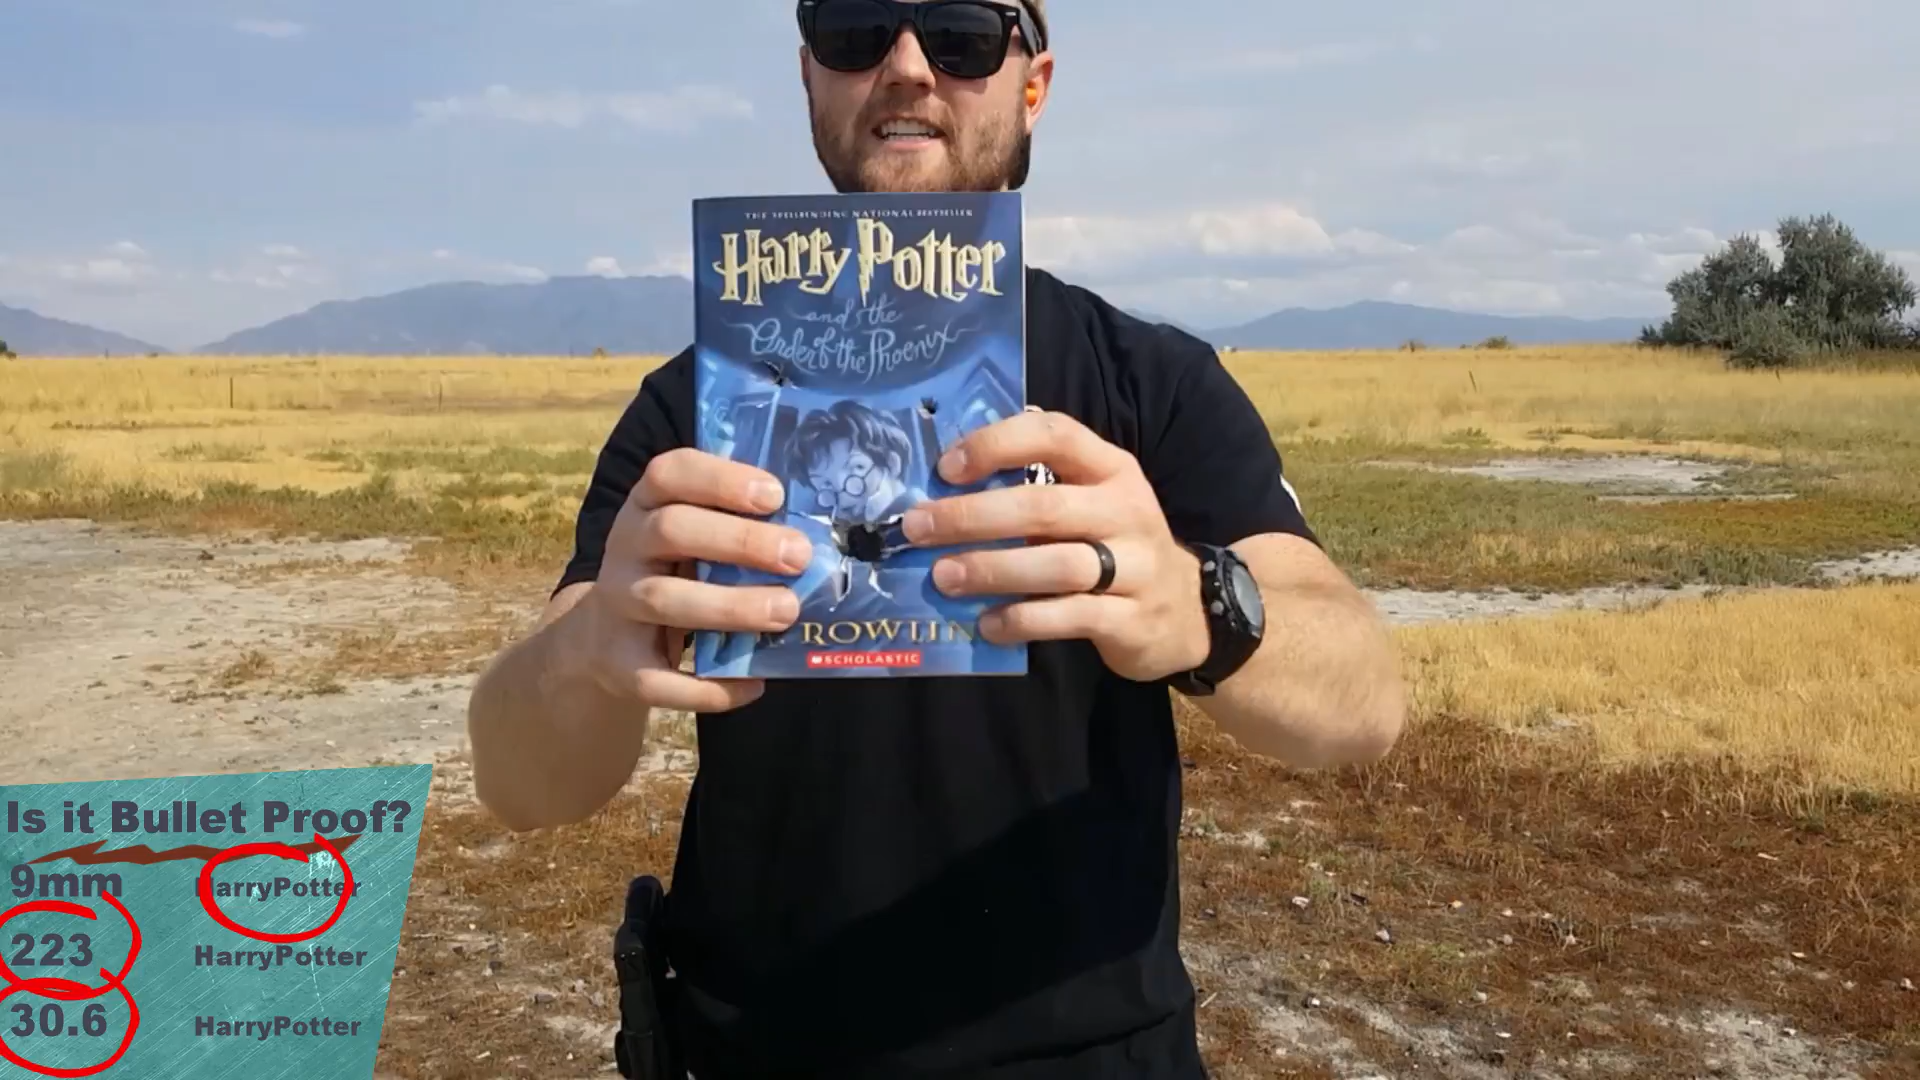 THE SPELLBINDING NATIONAL BESTSELLER
Harry Potter
and the
Order of the Phoenix
ROWLIN
SCHOLASTIC
Is it Bullet Proof?
9mm HarryPotter
223 HarryPotter
30.6 HarryPotter